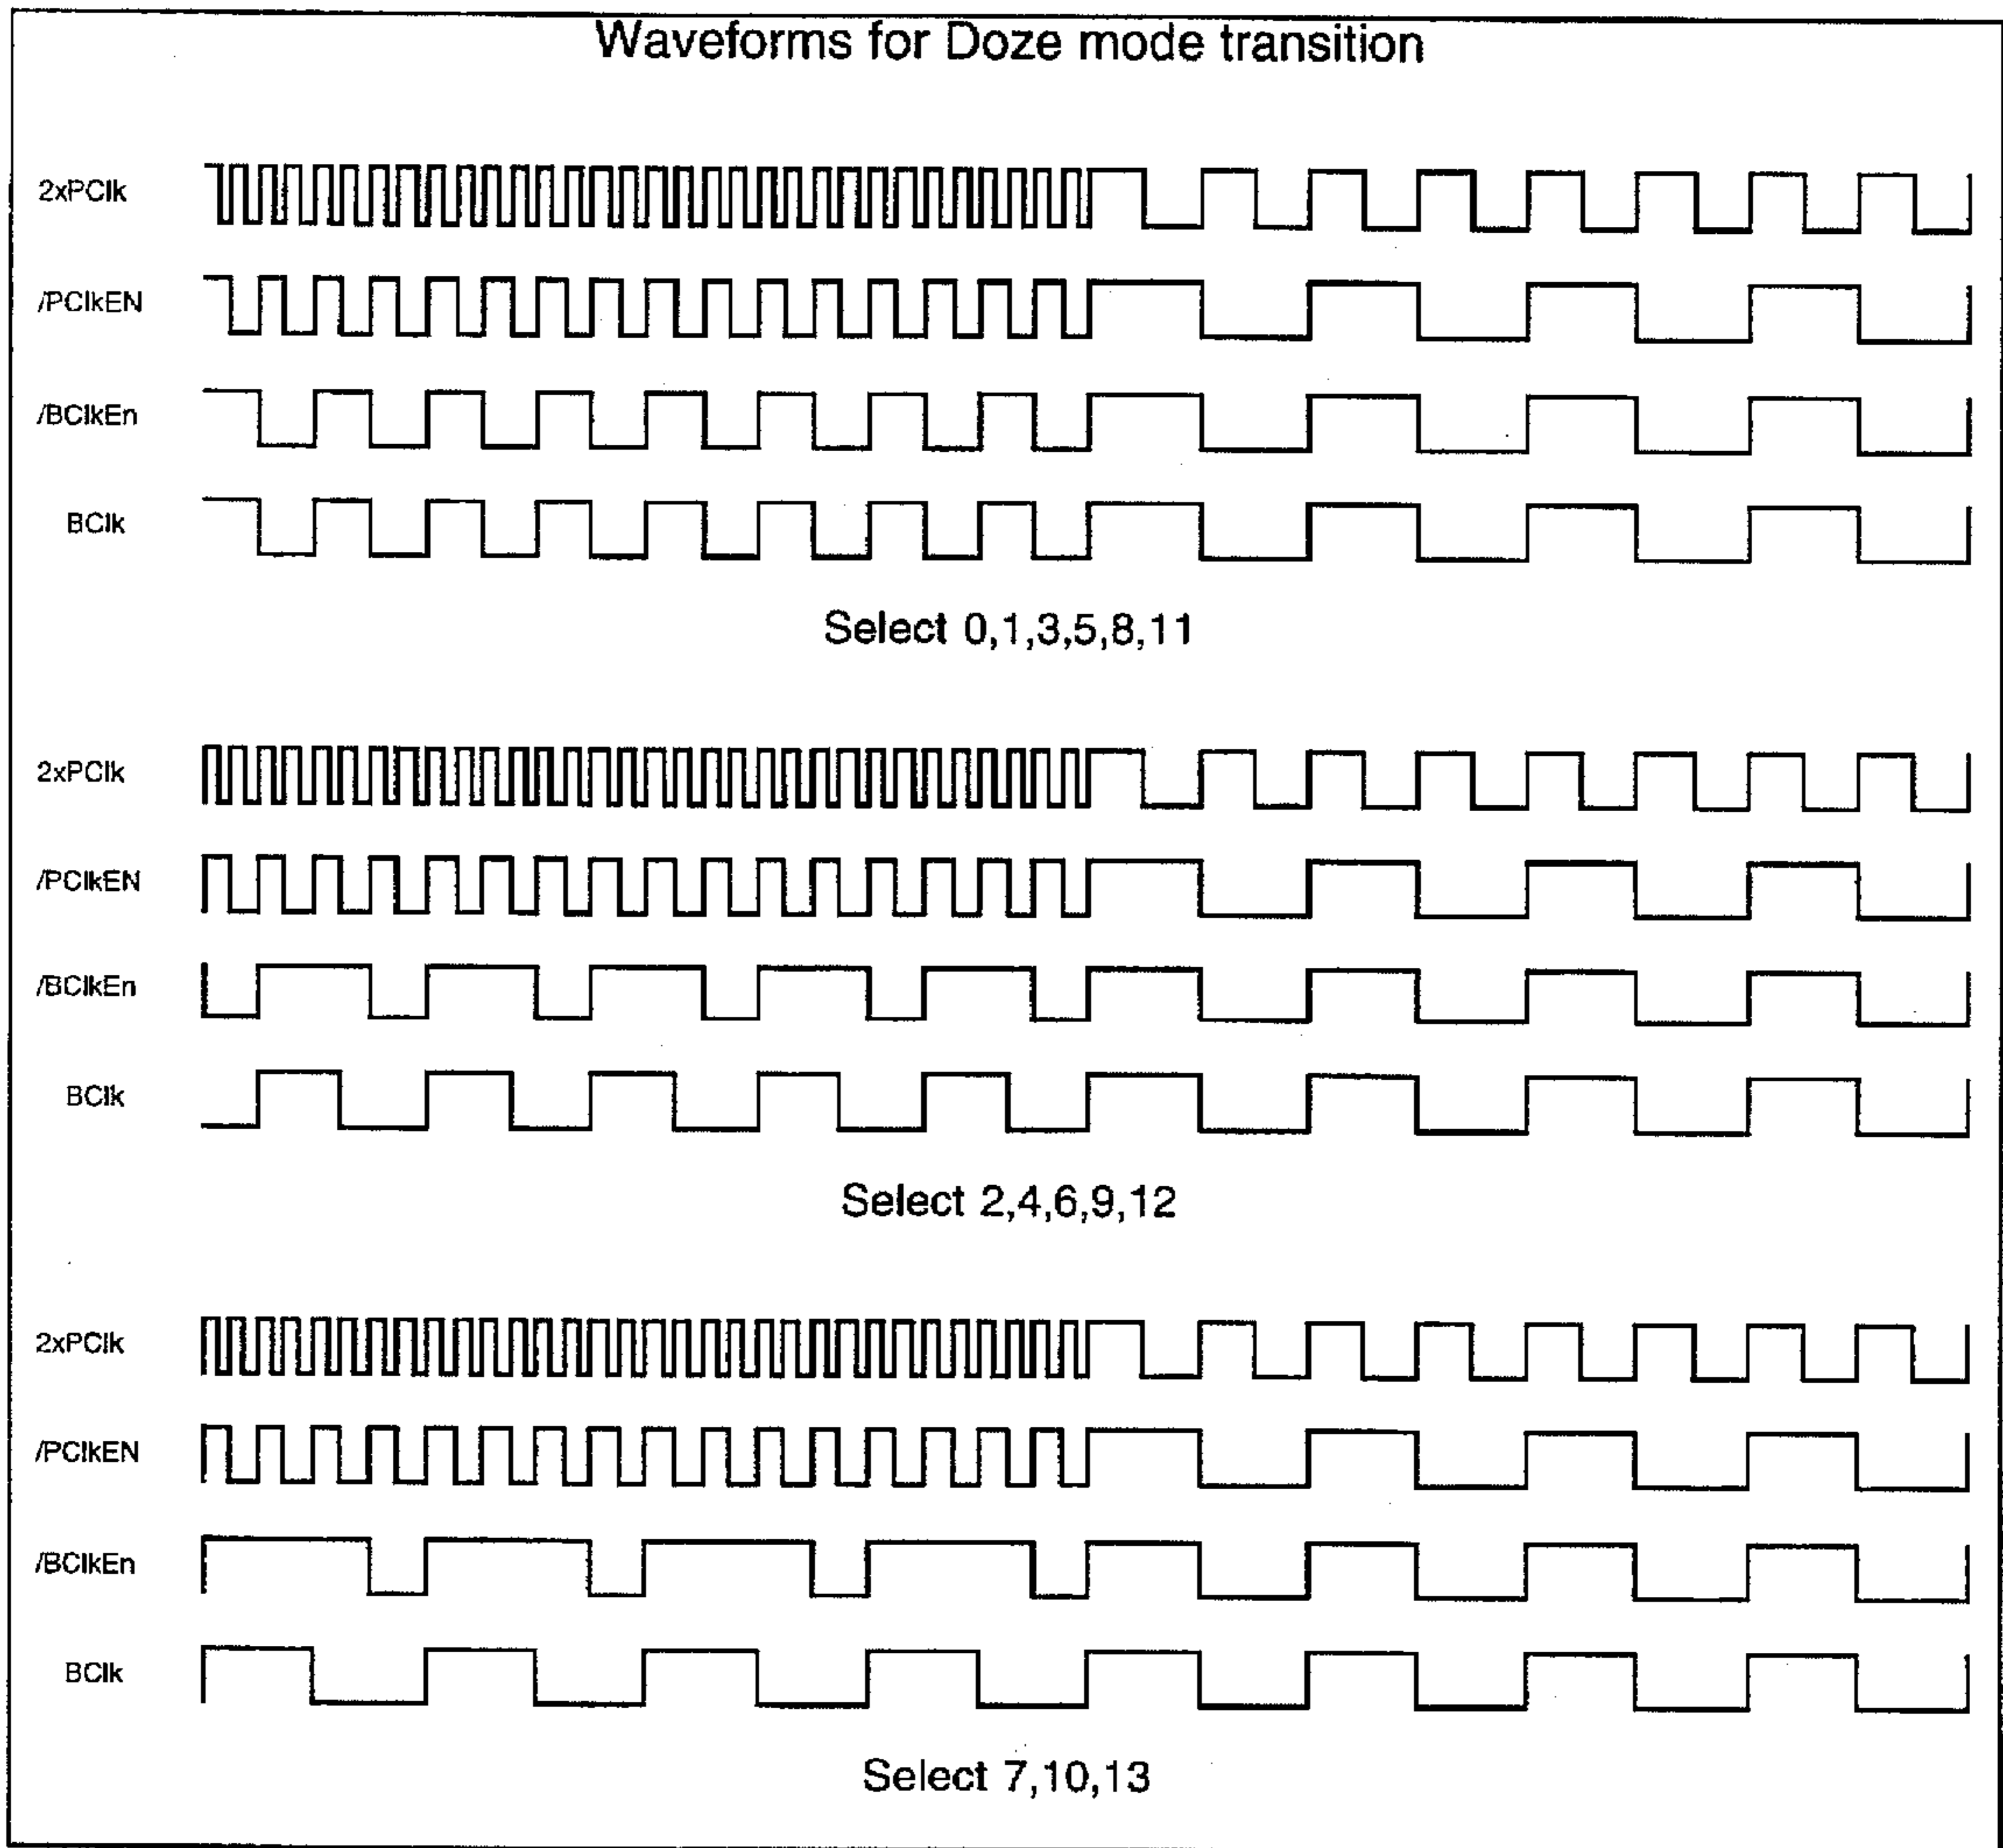 Waveforms for Doze mode transition
2xPClk
/PClkEN
/BClkEn
BClk
Select 0,1,3,5,8,11
2xPClk
/PClkEN
/BClkEn
BClk
Select 2,4,6,9,12
2xPClk
/PClkEN
/BClkEn
BClk
Select 7,10,13